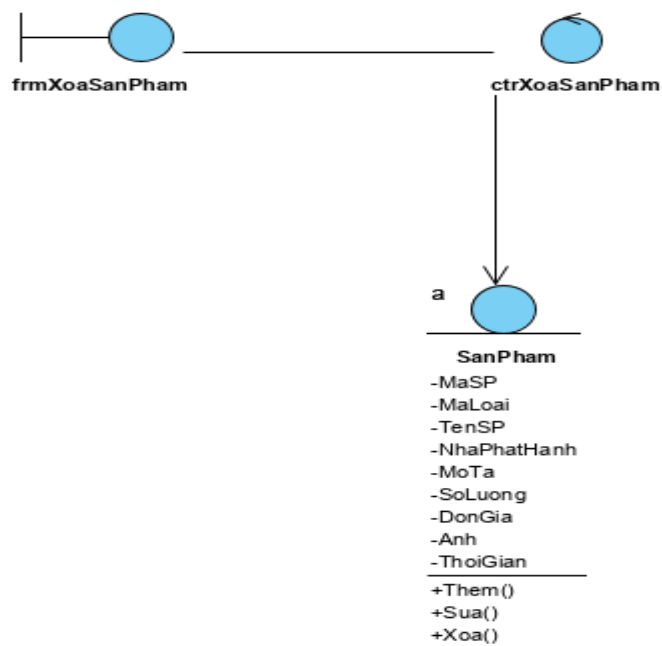 frmXoaSanPham
ctrXoaSanPham
a
SanPham
-MaSP
-MaLoai
-TenSP
-NhaPhatHanh
-MoTa
-SoLuong
-DonGia
-Anh
-ThoiGian
+Them()
+Sua()
+Xoa()